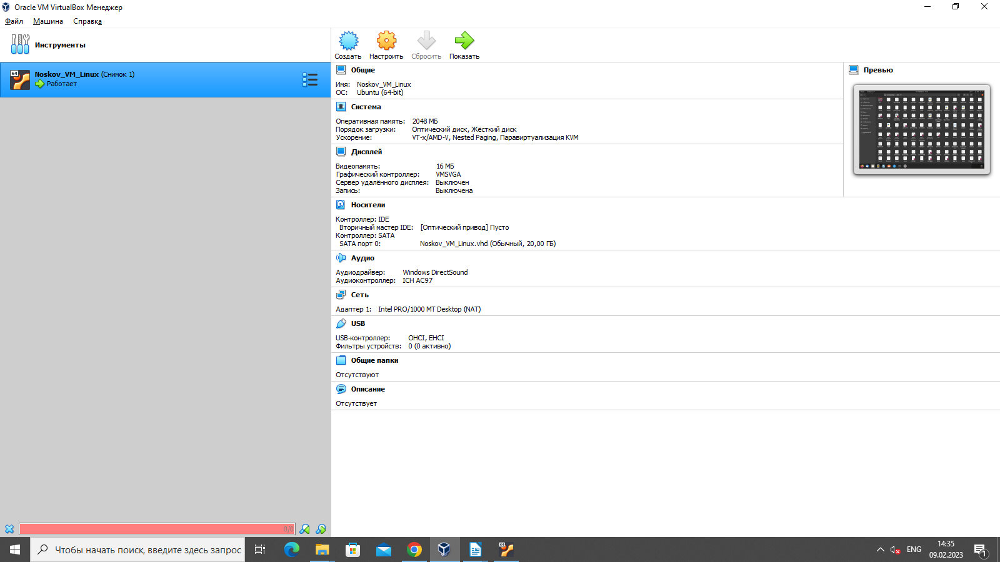 Oracle VM VirtualBox Менеджер
Файл Машина Справка
Инструменты
Создать Настроить Сбросить Показать
64 Noskov_VM_Linux (Снимок 1)
Работает
Общие
Имя: Noskov_VM_Linux
ОС: Ubuntu (64-bit)
Превью
Система
Оперативная память: 2048 МБ
Порядок загрузки: Оптический диск, Жёсткий диск
Ускорение: VT-x/AMD-V, Nested Paging, Паравиртуализация KVM
Дисплей
Видеопамять: 16 МБ
Графический контроллер: VMSVGA
Сервер удалённого дисплея: Выключен
Запись: Выключена
Носители
Контроллер: IDE
Вторичный мастер IDE: [Оптический привод] Пусто
Контроллер: SATA
SATA порт 0: Noskov_VM_Linux.vhd (Обычный, 20,00 ГБ)
Аудио
Аудиодрайвер: Windows DirectSound
Аудиоконтроллер: ICH AC97
Сеть
Адаптер 1: Intel PRO/1000 MT Desktop (NAT)
USB
USB-контроллер: OHCI, EHCI
Фильтры устройств: 0 (0 активно)
Общие папки
Отсутствуют
Описание
Отсутствует
0/0
Чтобы начать поиск, введите здесь запрос
64
ENG
14:35
09.02.2023
1